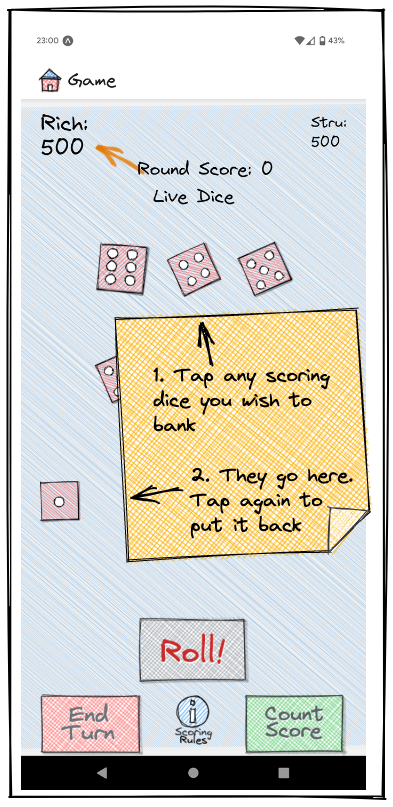 23:00
43%
Game
Rich:
500
Stru:
500
Round Score: 0
Live Dice
1. Tap any scoring
dice you wish to
bank
2. They go here.
Tap again to
put it back
Roll!
End
Turn
Scoring
Rules
Count
Score